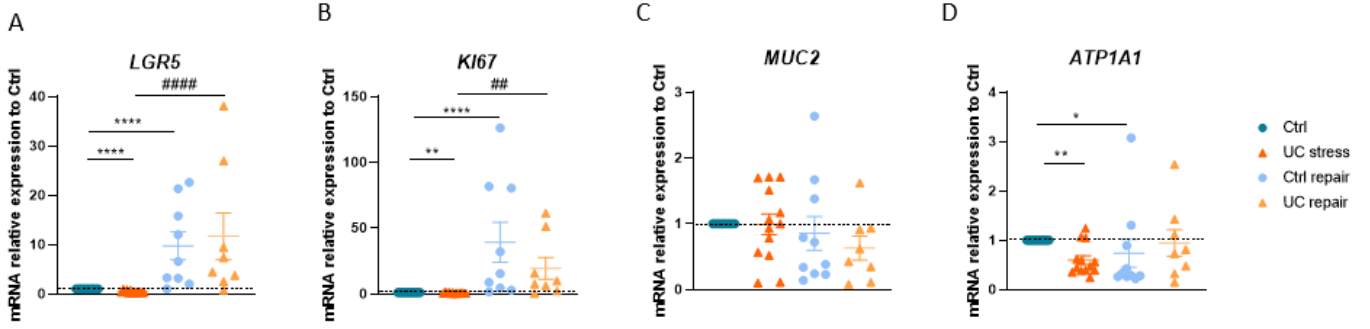 A
LGR5
mRNA relative expression to Ctrl
40
30
20
10
0
****
****
####
B
KI67
mRNA relative expression to Ctrl
150
100
50
0
**
****
##
C
MUC2
mRNA relative expression to Ctrl
3
2
1
0
D
ATP1A1
mRNA relative expression to Ctrl
4
3
2
1
0
**
*
Ctrl
UC stress
Ctrl repair
UC repair